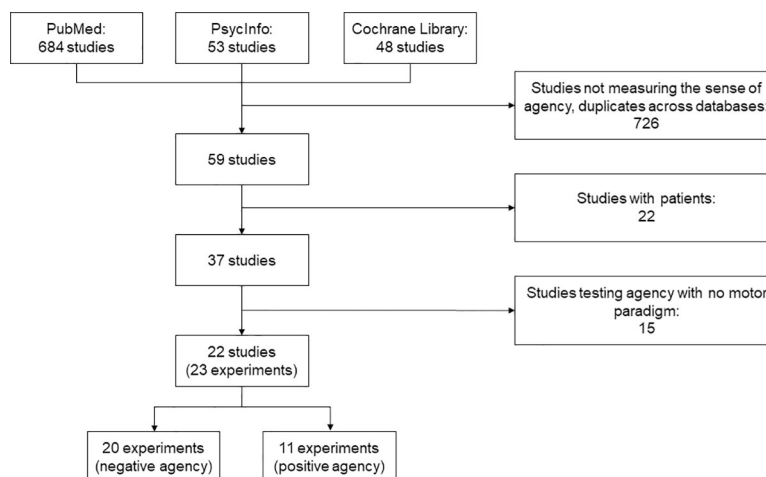 PubMed:
684 studies
PsycInfo:
53 studies
Cochrane Library:
48 studies
Studies not measuring the sense of
agency, duplicates across databases:
726
59 studies
Studies with patients:
22
37 studies
Studies testing agency with no motor
paradigm:
15
22 studies
(23 experiments)
20 experiments
(negative agency)
11 experiments
(positive agency)